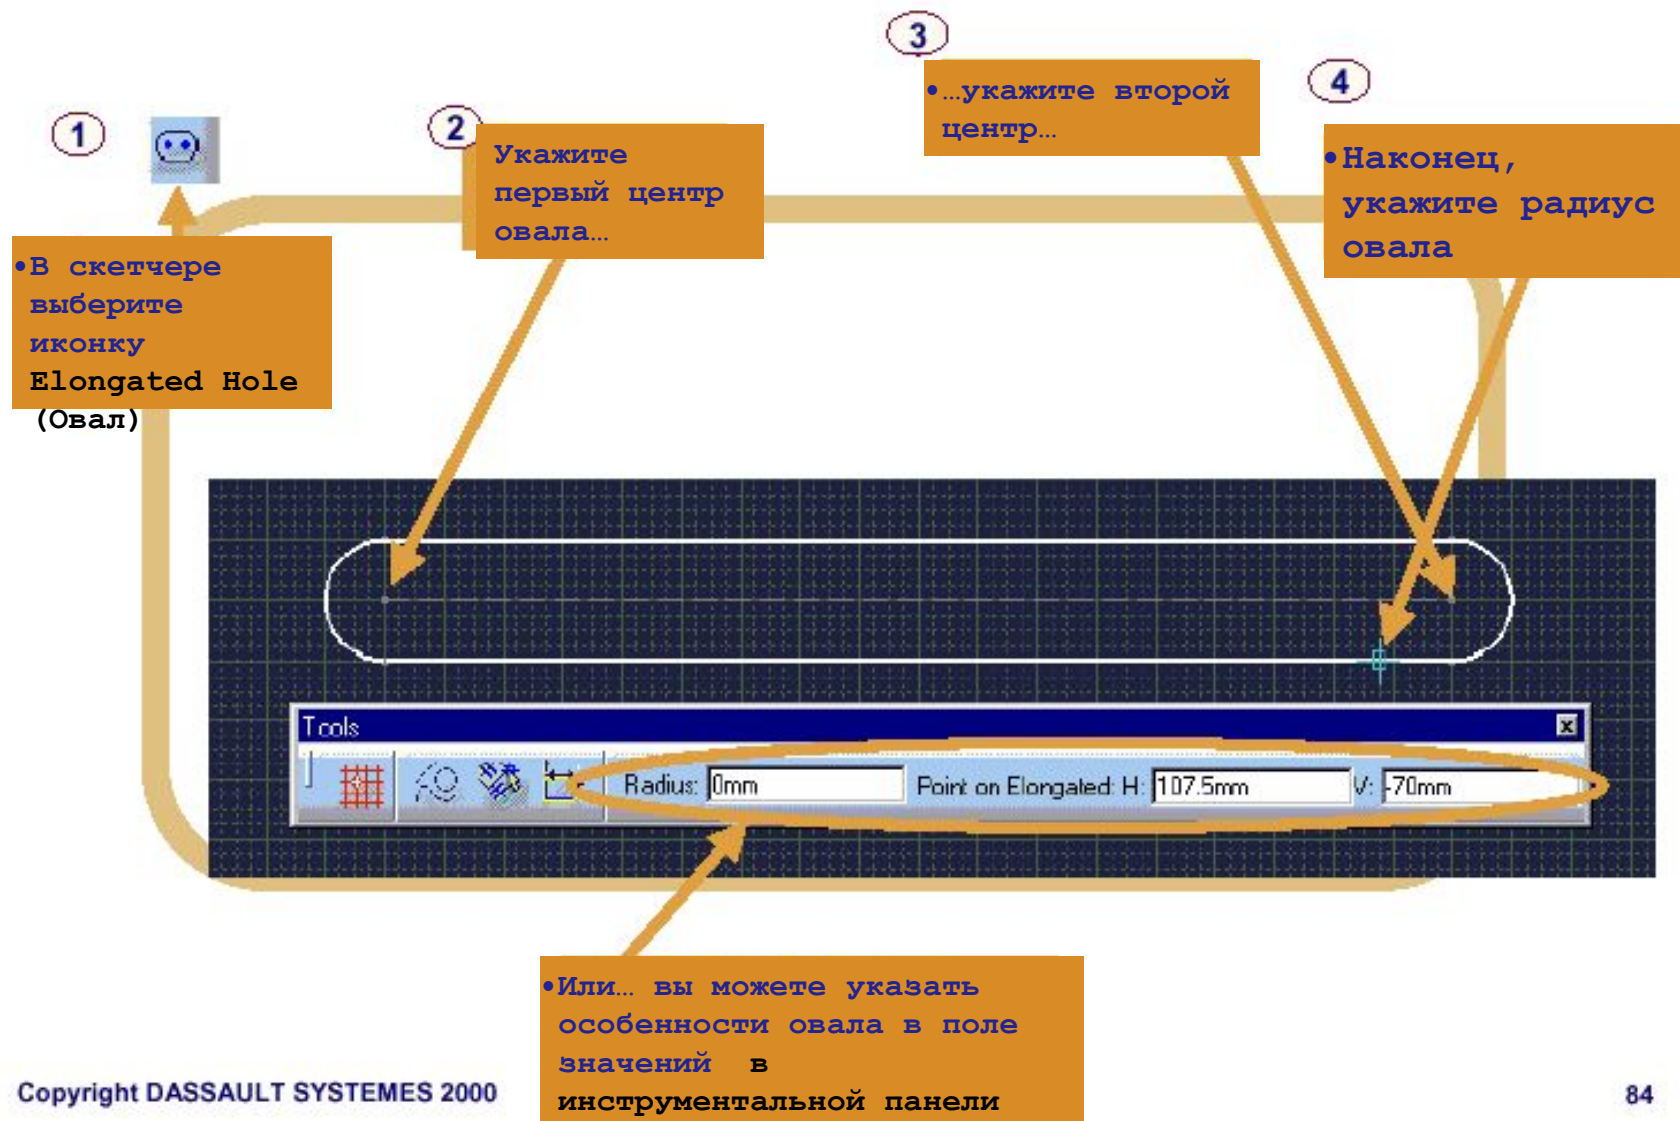 1
•В скетчере
выберите
иконку
Elongated Hole
(Овал)
2
Укажите
первый центр
овала…
3
•…укажите второй
центр…
4
•Наконец,
укажите радиус
овала
Tools
Radius: 0mm Point on Elongated: H: 107.5mm V: -70mm
•Или… вы можете указать
особенности овала в поле
значений в
инструментальной панели
Copyright DASSAULT SYSTEMES 2000
84